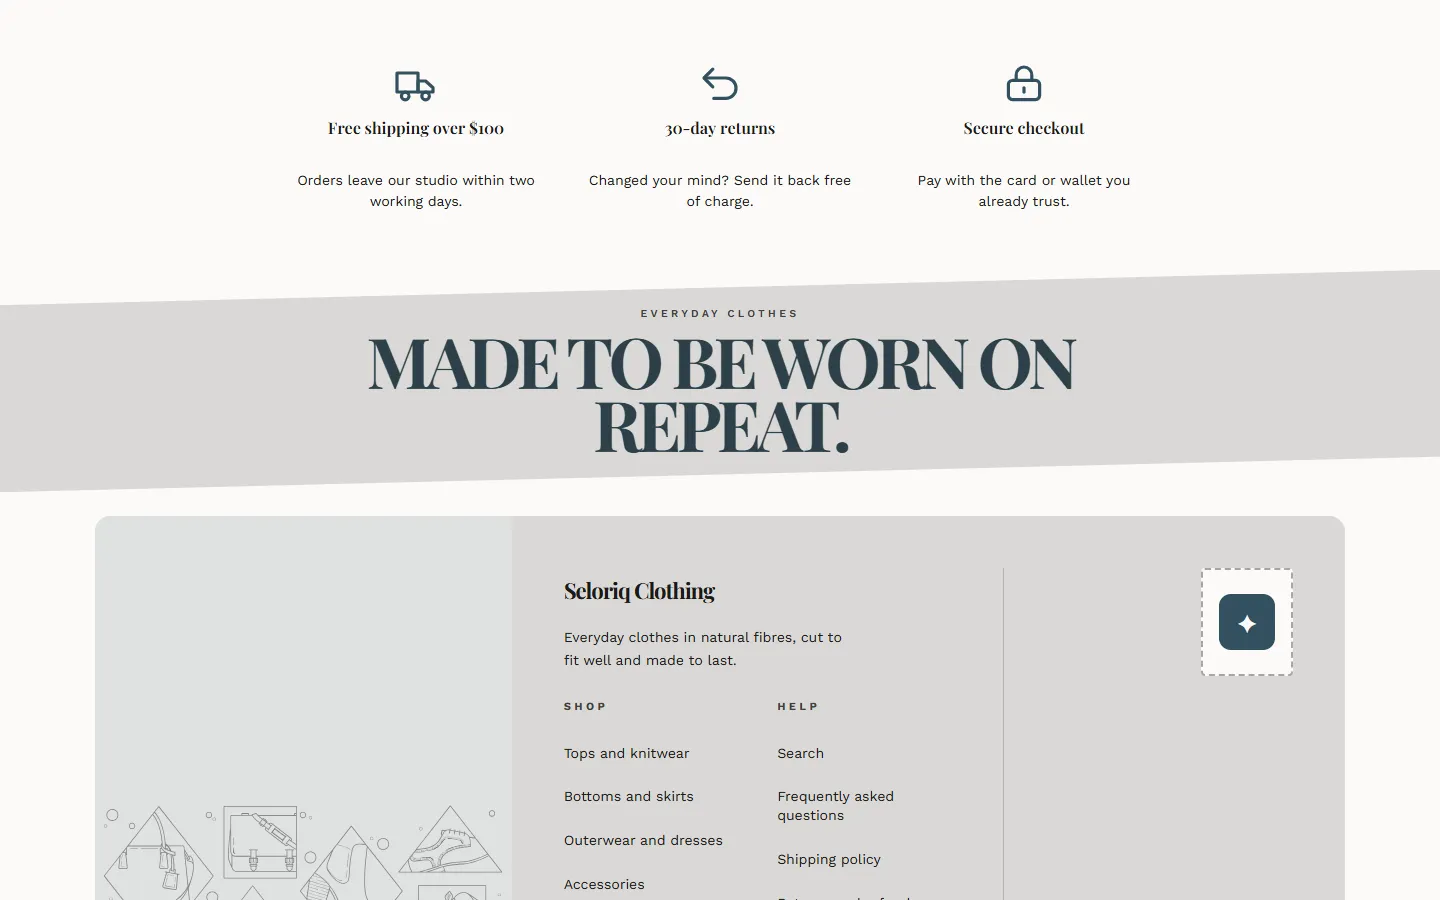 Free shipping over $100
Orders leave our studio within two
working days.
30-day returns
Changed your mind? Send it back free
of charge.
Secure checkout
Pay with the card or wallet you
already trust.
EVERYDAY CLOTHES
MADE TO BE WORN ON
REPEAT.
Seloriq Clothing
Everyday clothes in natural fibres, cut to
fit well and made to last.
SHOP
Tops and knitwear
Bottoms and skirts
Outerwear and dresses
Accessories
HELP
Search
Frequently asked
questions
Shipping policy